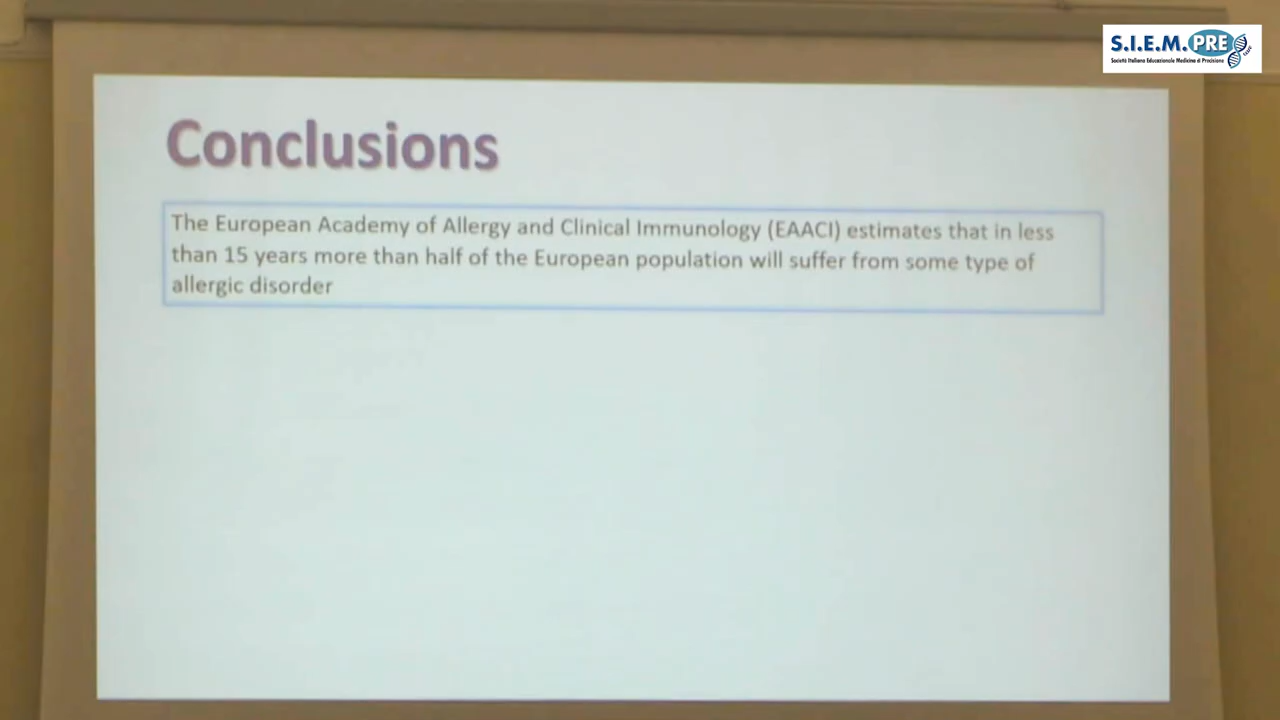 S.I.E.M.PRE
Società Italiana Educazionale Medicina di Precisione
Conclusions
The European Academy of Allergy and Clinical Immunology (EAACI) estimates that in less
than 15 years more than half of the European population will suffer from some type of
allergic disorder